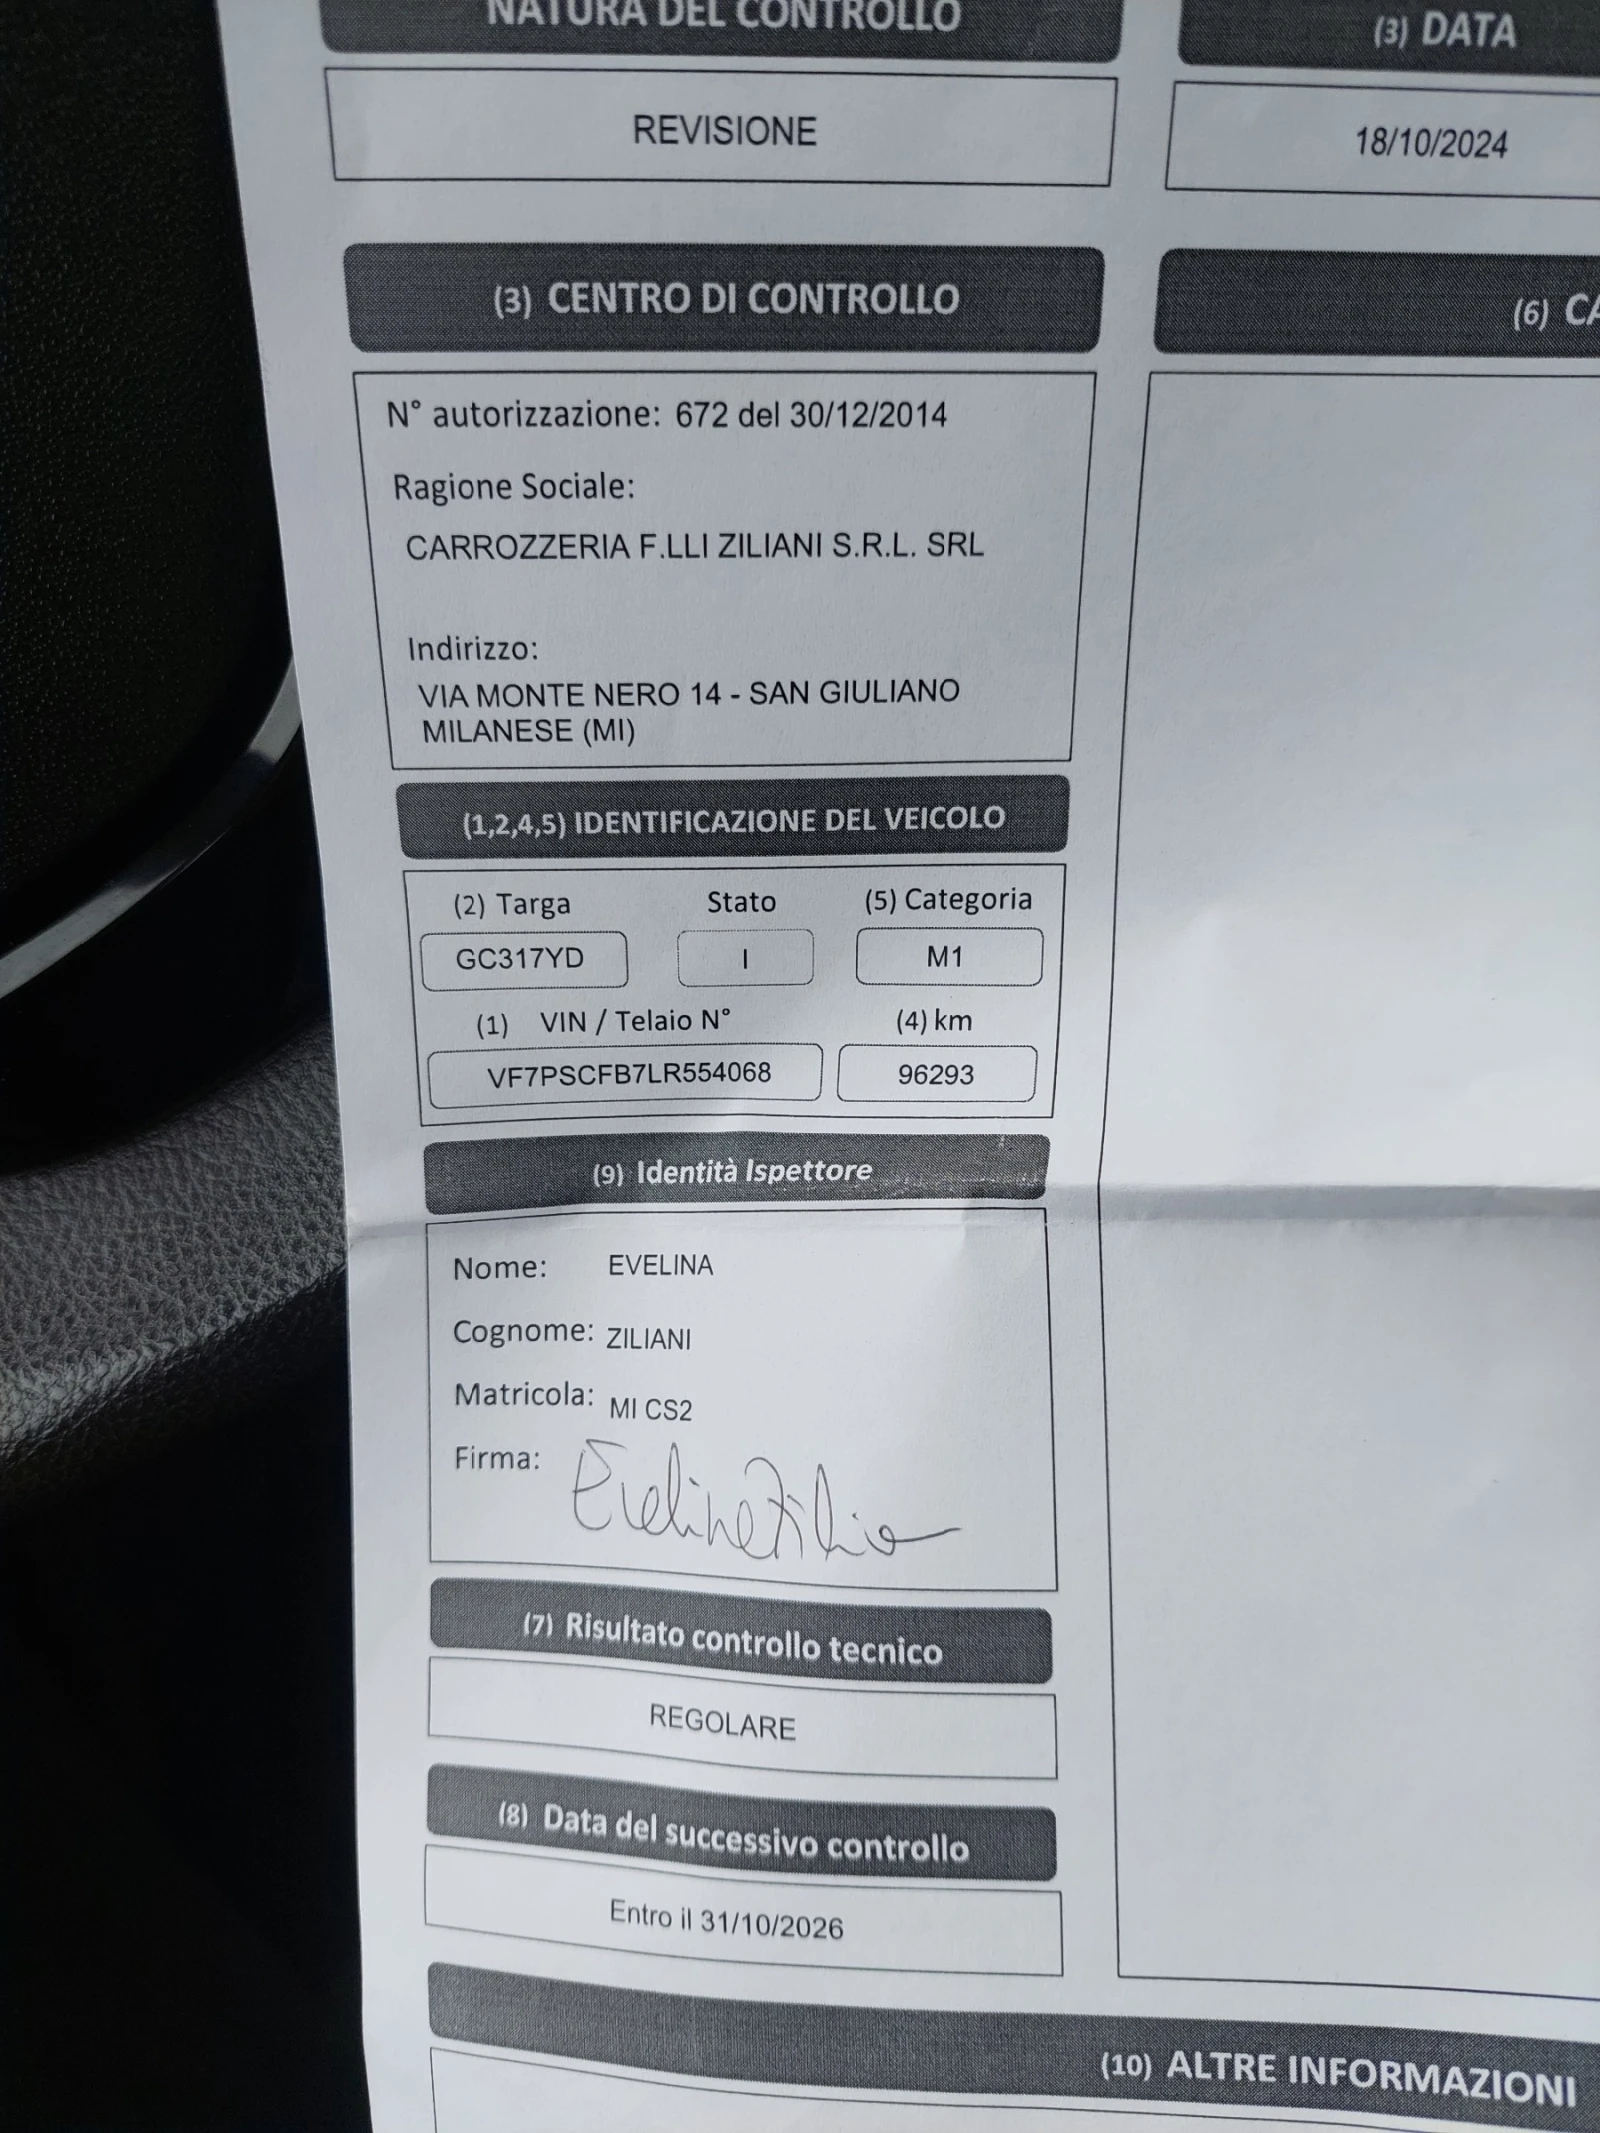 NATURA DEL CONTROLLO
(3) DATA
REVISIONE
18/10/2024
(3) CENTRO DI CONTROLLO
(6) CA
N° autorizzazione: 672 del 30/12/2014
Ragione Sociale:
CARROZZERIA F.LLI ZILIANI S.R.L. SRL
Indirizzo:
VIA MONTE NERO 14 - SAN GIULIANO
MILANESE (MI)
(1,2,4,5) IDENTIFICAZIONE DEL VEICOLO
(2) Targa Stato (5) Categoria
GC317YD I M1
(1) VIN / Telaio N° (4) km
VF7PSCFB7LR554068 96293
(9) Identità Ispettore
Nome: EVELINA
Cognome: ZILIANI
Matricola: MI CS2
Firma: Evelina Ziliani
(7) Risultato controllo tecnico
REGOLARE
(8) Data del successivo controllo
Entro il 31/10/2026
(10) ALTRE INFORMAZIONI